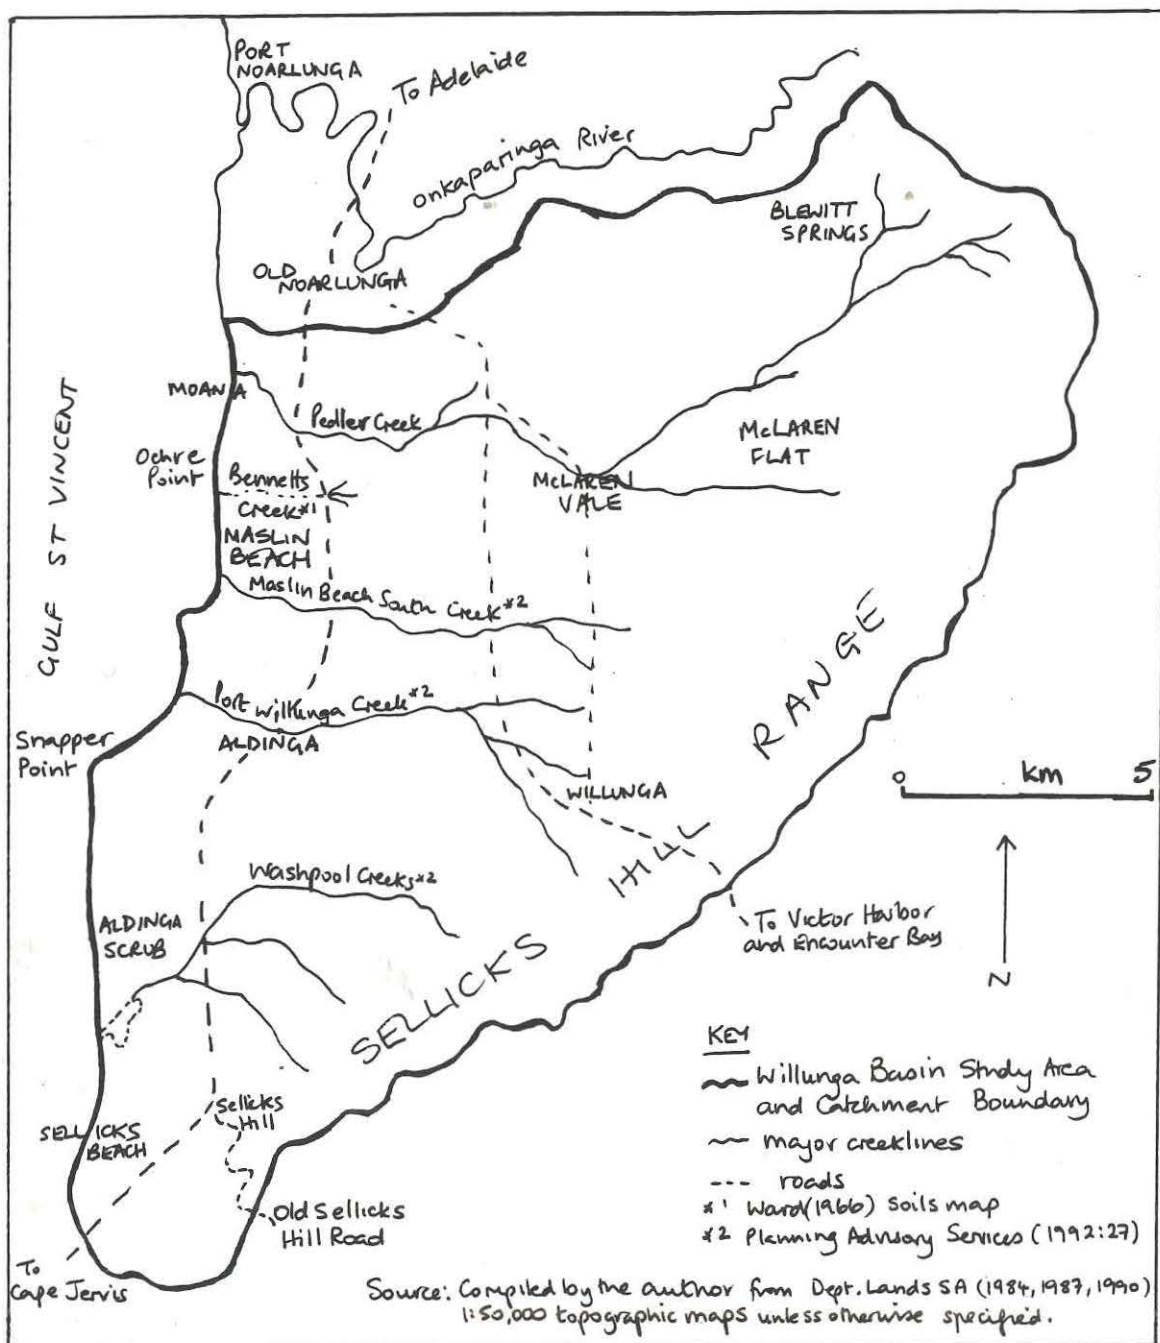 PORT
NOARLUNGA
To Adelaide
Onkaparinga River
BLEWITT
SPRINGS
OLD
NOARLUNGA
MOANA
Pedler Creek
McLAREN
FLAT
Ochre
Point
Bennetts
Creek*1
McLAREN
VALE
GULF ST VINCENT
MASLIN
BEACH
Maslin Beach South Creek*2
Port Willunga Creek*2
ALDINGA
Snapper
Point
WILLUNGA
SELLICKS HILL RANGE
0 km 5
N
Washpool Creeks*2
ALDINGA
SCRUB
To Victor Harbor
and Encounter Bay
Sellicks
Hill
SELLICKS
BEACH
Old Sellicks
Hill Road
To
Cape Jervis
KEY
Willunga Basin Study Area
and Catchment Boundary
major creeklines
roads
*1 Ward (1966) Soils map
*2 Planning Advisory Services (1992:27)
Source: Compiled by the author from Dept. Lands SA (1984, 1987, 1990)
1:50,000 topographic maps unless otherwise specified.